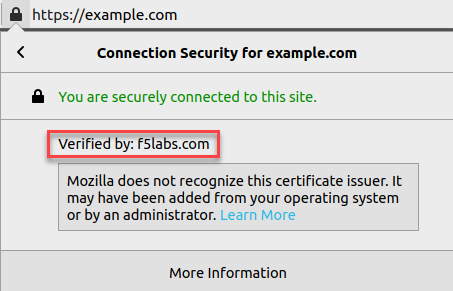 https://example.com
Connection Security for example.com
You are securely connected to this site.
Verified by: f5labs.com
Mozilla does not recognize this certificate issuer. It
may have been added from your operating system
or by an administrator. Learn More
More Information